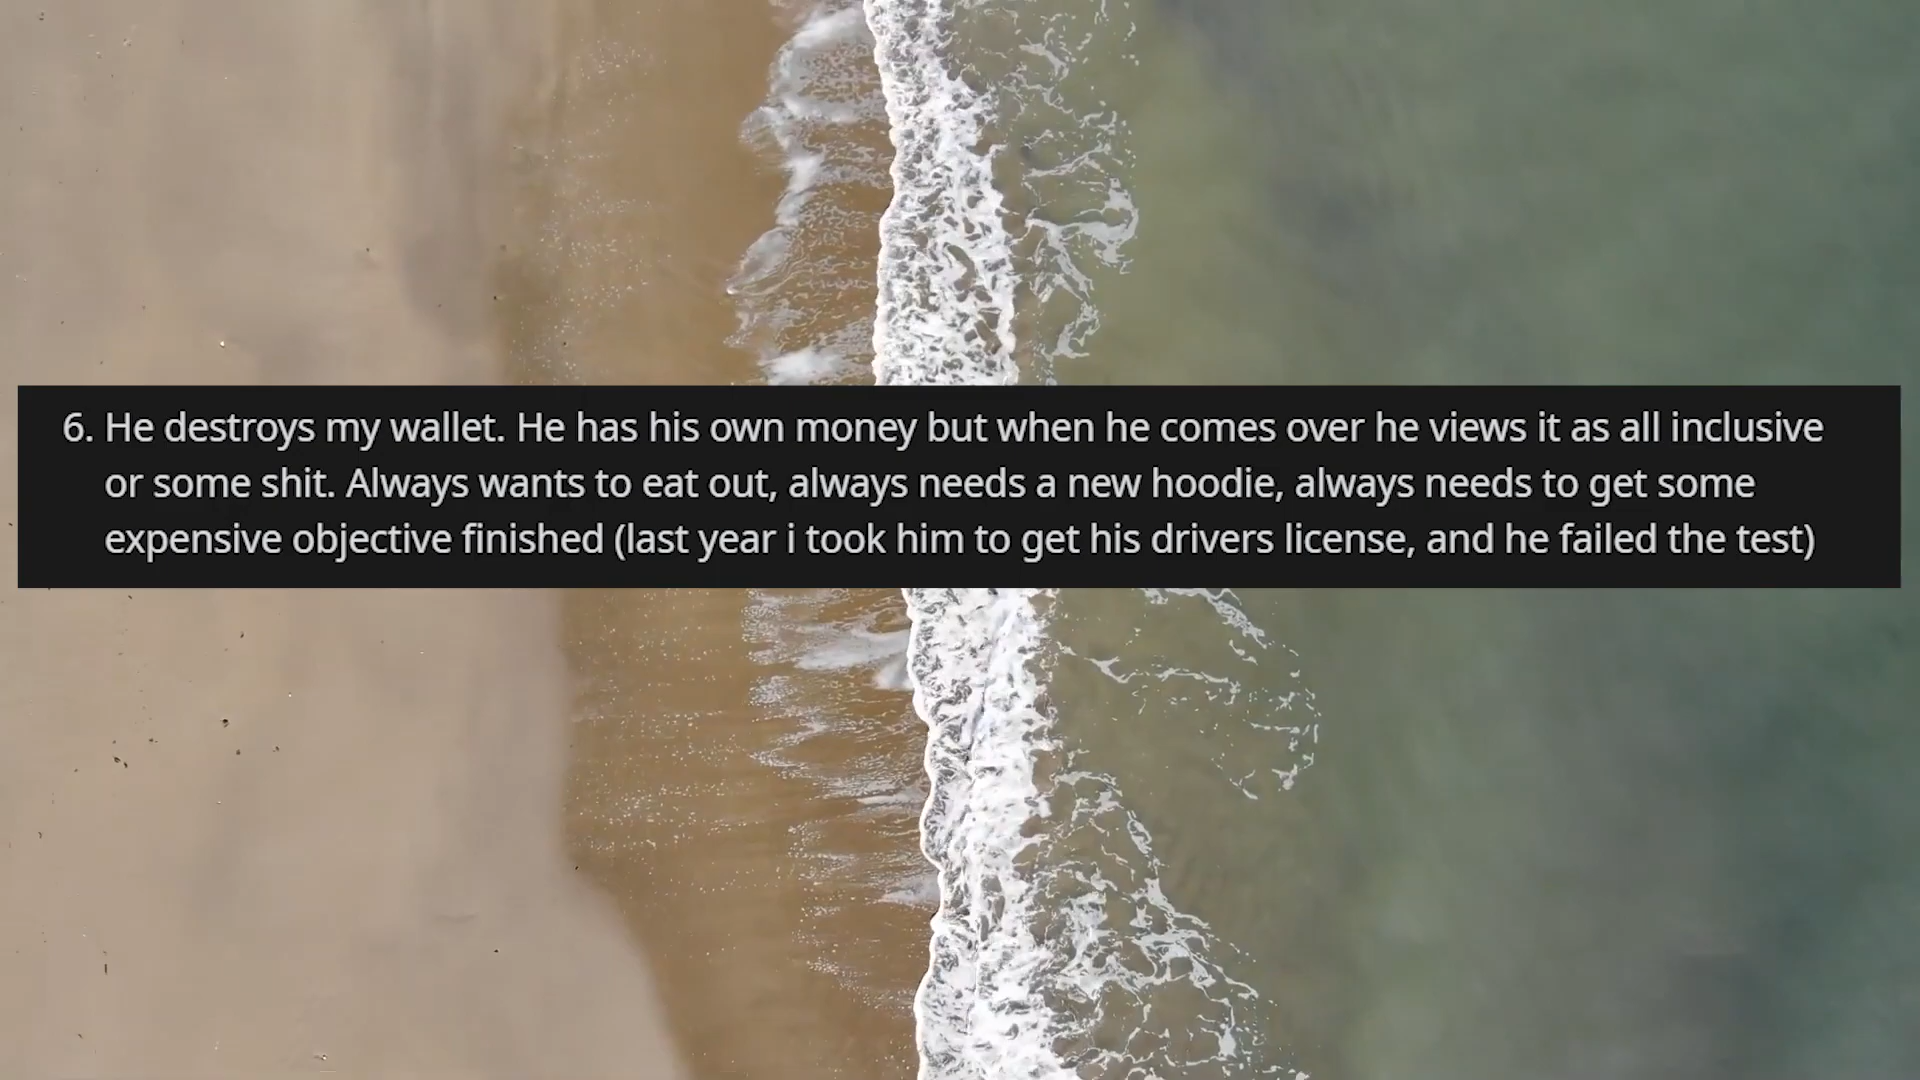 6. He destroys my wallet. He has his own money but when he comes over he views it as all inclusive
or some shit. Always wants to eat out, always needs a new hoodie, always needs to get some
expensive objective finished (last year i took him to get his drivers license, and he failed the test)